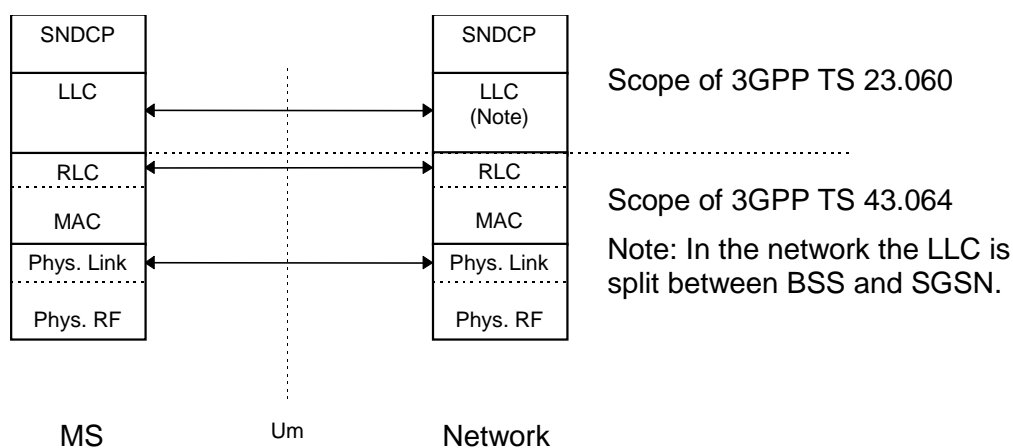 SNDCP
LLC
RLC
MAC
Phys. Link
Phys. RF
MS
Um
SNDCP
LLC
(Note)
RLC
MAC
Phys. Link
Phys. RF
Network
Scope of 3GPP TS 23.060
Scope of 3GPP TS 43.064
Note: In the network the LLC is
split between BSS and SGSN.